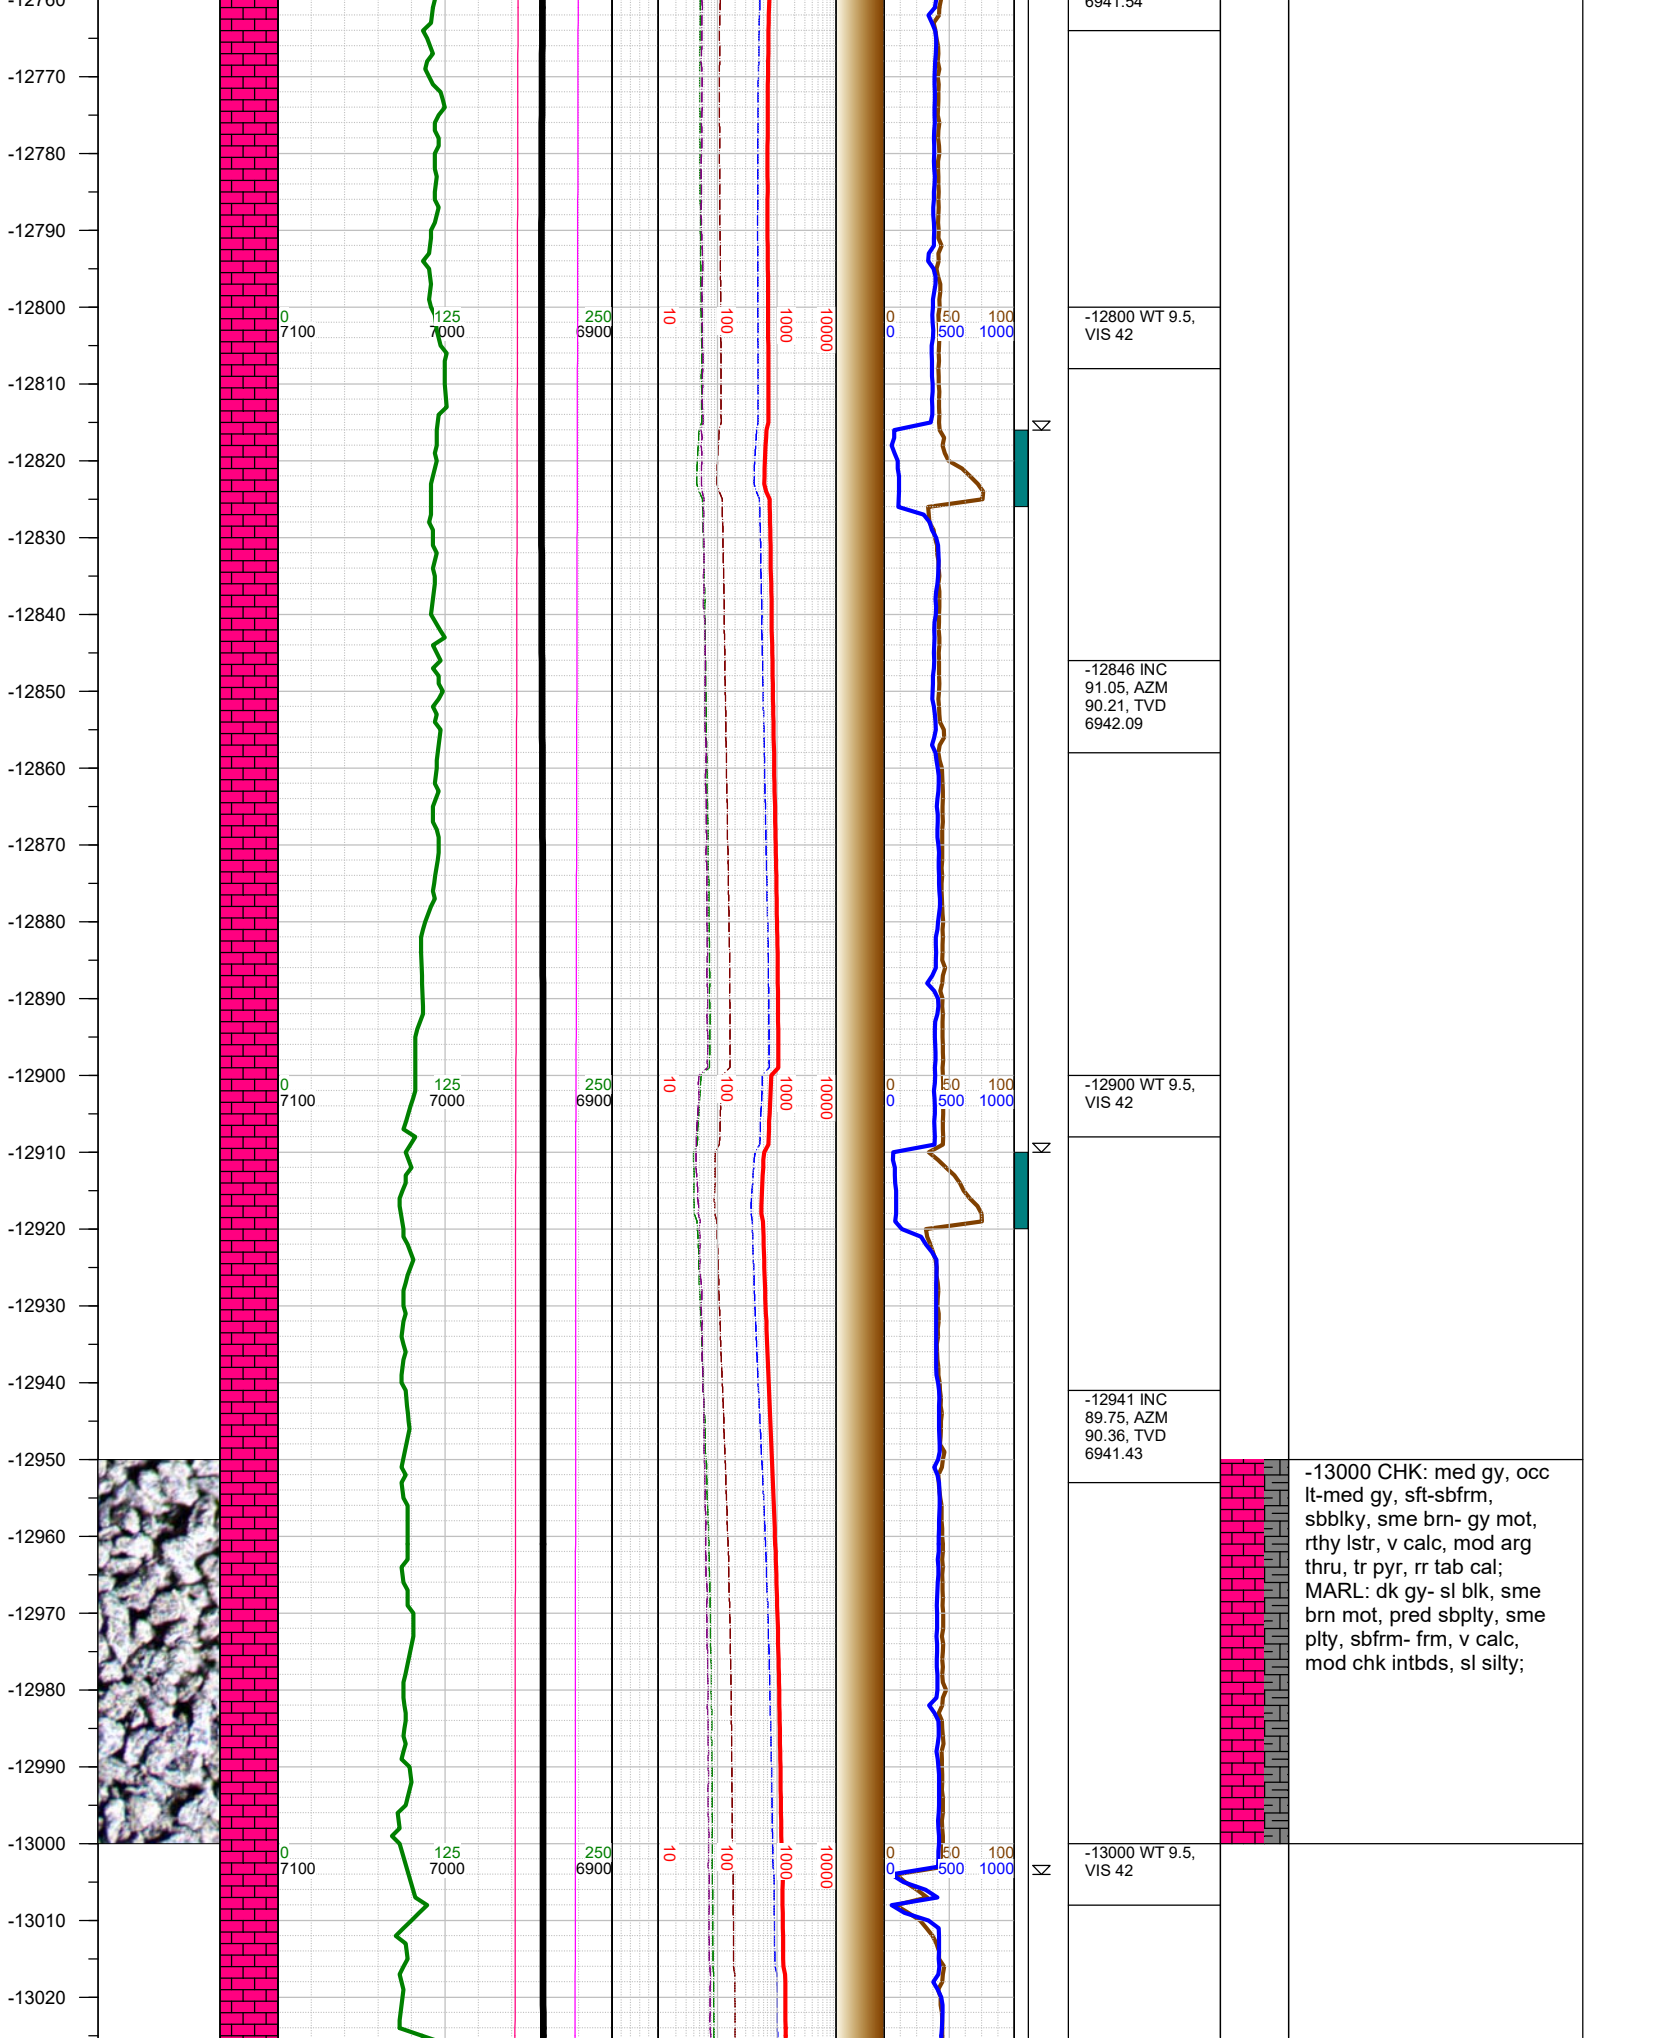 -12760
6941.54
-12770
-12780
-12790
-12800
0 125 250
7100 7000 6900
10 100 1000 10000
0 50 100
0 500 1000
-12800 WT 9.5,
VIS 42
-12810
-12820
-12830
-12840
-12846 INC
91.05, AZM
90.21, TVD
6942.09
-12850
-12860
-12870
-12880
-12890
-12900
0 125 250
7100 7000 6900
10 100 1000 10000
0 50 100
0 500 1000
-12900 WT 9.5,
VIS 42
-12910
-12920
-12930
-12940
-12941 INC
89.75, AZM
90.36, TVD
6941.43
-12950
-13000 CHK: med gy, occ
lt-med gy, sft-sbfrm,
sbblky, sme brn- gy mot,
rthy lstr, v calc, mod arg
thru, tr pyr, rr tab cal;
MARL: dk gy- sl blk, sme
brn mot, pred sbplty, sme
plty, sbfrm- frm, v calc,
mod chk intbds, sl silty;
-12960
-12970
-12980
-12990
-13000
0 125 250
7100 7000 6900
10 100 1000 10000
0 50 100
0 500 1000
-13000 WT 9.5,
VIS 42
-13010
-13020